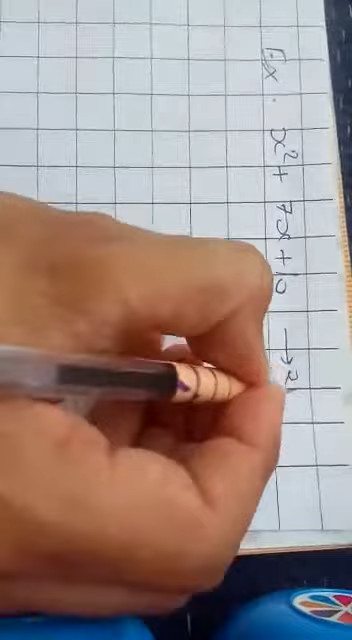 Ex. x² + 7x + 10 →